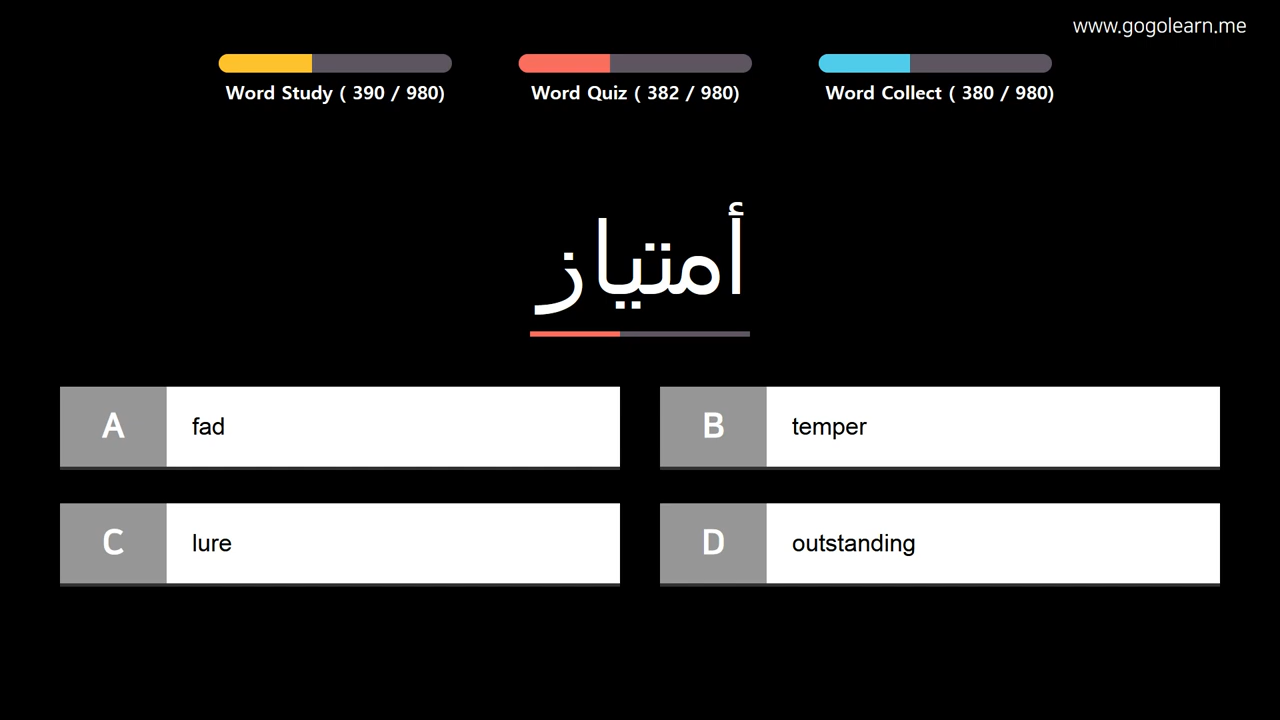 www.gogolearn.me
Word Study ( 390 / 980)
Word Quiz ( 382 / 980)
Word Collect ( 380 / 980)
أمتياز
A fad
B temper
C lure
D outstanding